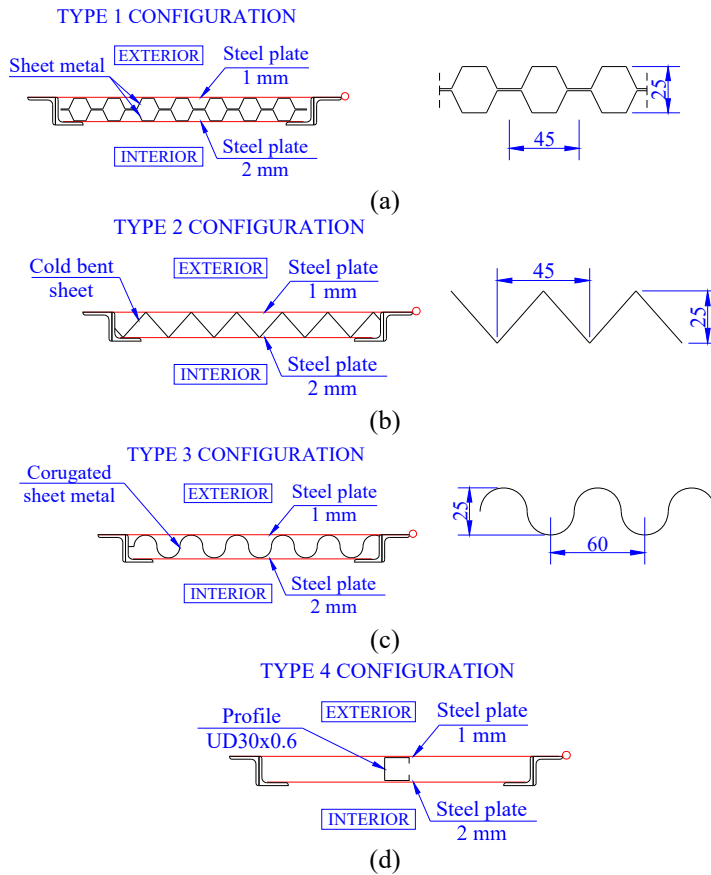 TYPE 1 CONFIGURATION
EXTERIOR
Steel plate
1 mm
Sheet metal
INTERIOR
Steel plate
2 mm
45
25
(a)
TYPE 2 CONFIGURATION
Cold bent
sheet
EXTERIOR
Steel plate
1 mm
INTERIOR
Steel plate
2 mm
45
25
(b)
TYPE 3 CONFIGURATION
Corugated
sheet metal
EXTERIOR
Steel plate
1 mm
INTERIOR
Steel plate
2 mm
25
60
(c)
TYPE 4 CONFIGURATION
Profile
UD30x0.6
EXTERIOR
Steel plate
1 mm
INTERIOR
Steel plate
2 mm
(d)